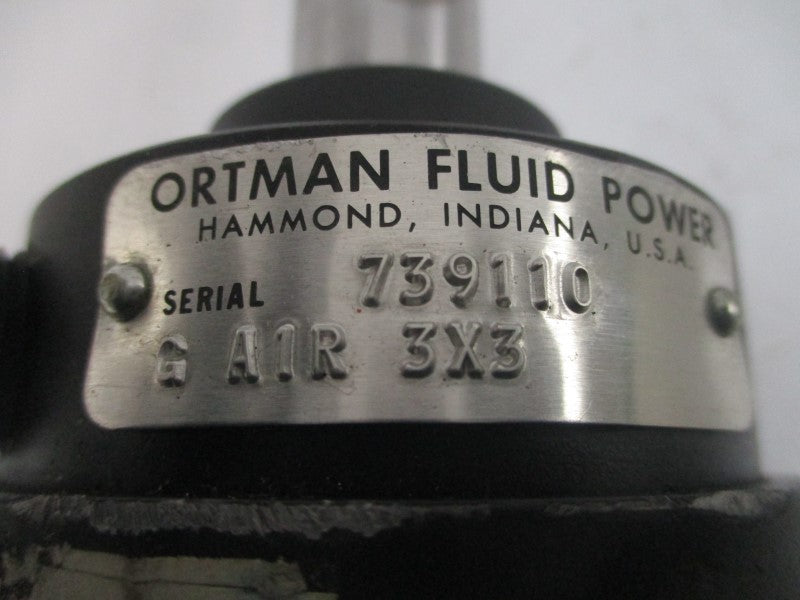 ORTMAN FLUID POWER
HAMMOND, INDIANA, U.S.A.
SERIAL 739110
G A1R 3X3